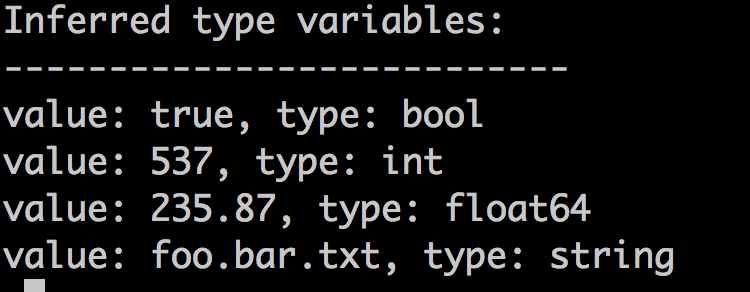 Inferred type variables:
---------------------------
value: true, type: bool
value: 537, type: int
value: 235.87, type: float64
value: foo.bar.txt, type: string